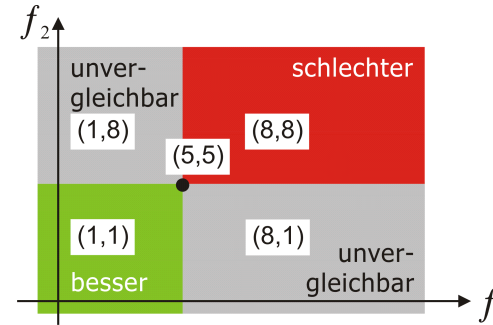 f2
unver-
gleichbar
schlechter
(1,8)
(8,8)
(5,5)
(1,1)
(8,1)
besser
unver-
gleichbar
f